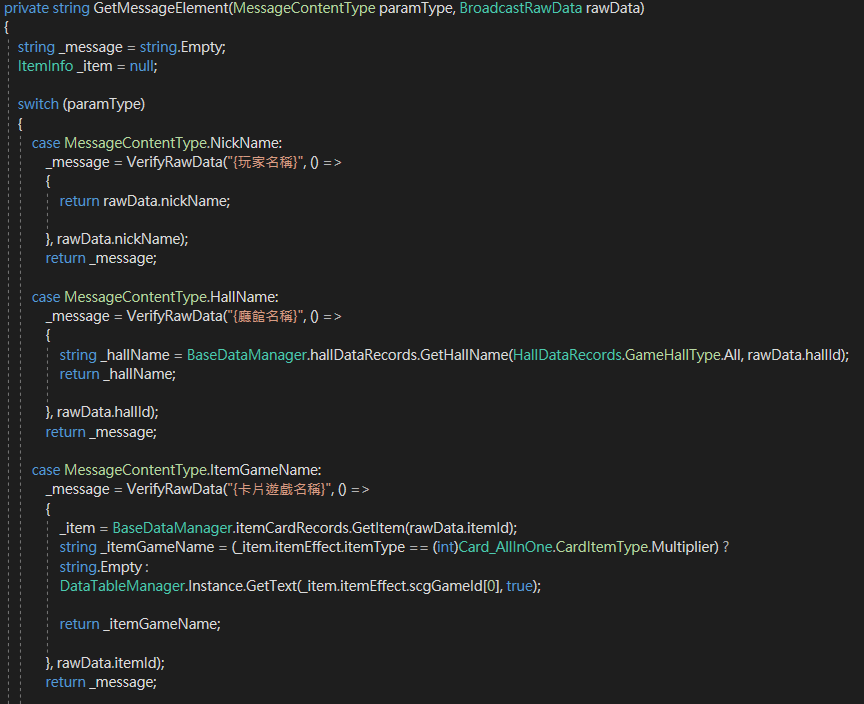 private string GetMessageElement(MessageContentType paramType, BroadcastRawData rawData)
{
string _message = string.Empty;
ItemInfo _item = null;
switch (paramType)
{
case MessageContentType.NickName:
_message = VerifyRawData("{玩家名稱}", () =>
{
return rawData.nickName;
}, rawData.nickName);
return _message;
case MessageContentType.HallName:
_message = VerifyRawData("{廳館名稱}", () =>
{
string _hallName = BaseDataManager.hallDataRecords.GetHallName(HallDataRecords.GameHallType.All, rawData.hallId);
return _hallName;
}, rawData.hallId);
return _message;
case MessageContentType.ItemGameName:
_message = VerifyRawData("{卡片遊戲名稱}", () =>
{
_item = BaseDataManager.itemCardRecords.GetItem(rawData.itemId);
string _itemGameName = (_item.itemEffect.itemType == (int)Card_AllInOne.CardItemType.Multiplier) ?
string.Empty :
DataTableManager.Instance.GetText(_item.itemEffect.scgGameId[0], true);
return _itemGameName;
}, rawData.itemId);
return _message;